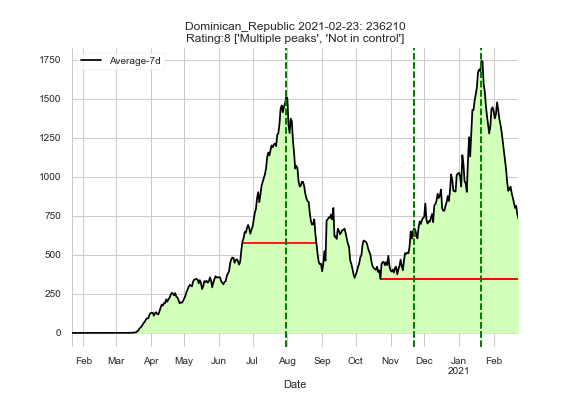 Dominican_Republic 2021-02-23: 236210
Rating:8 ['Multiple peaks', 'Not in control']
Average-7d
1750
1500
1250
1000
750
500
250
0
Feb Mar Apr May Jun Jul Aug Sep Oct Nov Dec Jan Feb
2021
Date